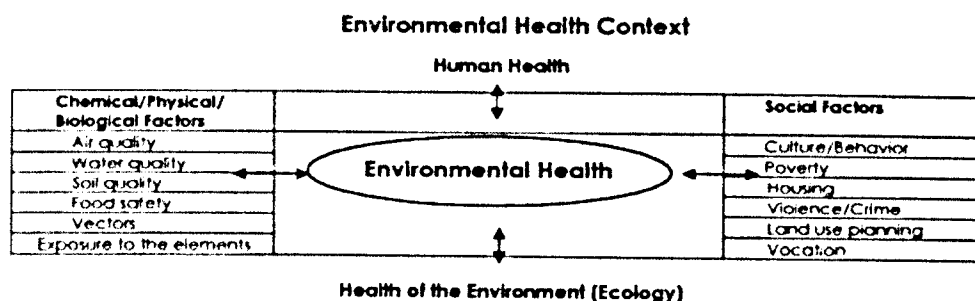 Environmental Health Context
Human Health
Chemical/Physical/
Biological Factors
Air quality
Water quality
Soil quality
Food safety
Vectors
Exposure to the elements
Environmental Health
Social Factors
Culture/Behavior
Poverty
Housing
Violence/Crime
Land use planning
Vocation
Health of the Environment (Ecology)